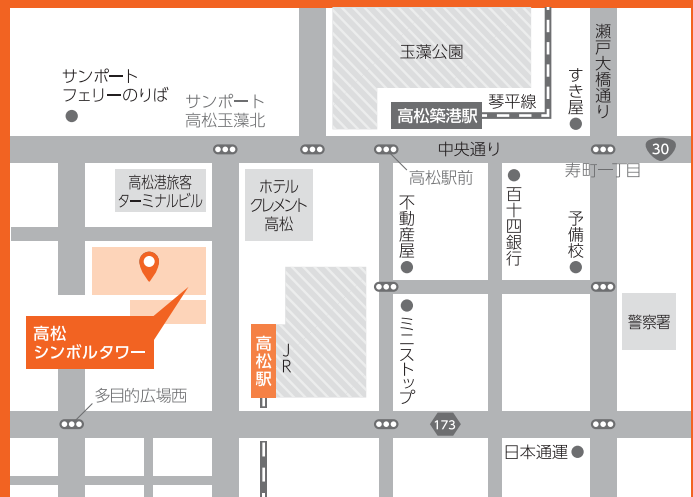 玉藻公園
瀬戸大橋通り
サンポート
フェリーのりば
すき屋
サンポート
高松玉藻北
琴平線
高松築港駅
中央通り
30
高松駅前
寿町一丁目
高松港旅客
ターミナルビル
ホテル
クレメント
高松
不動産屋
百十四銀行
予備校
高松
シンボルタワー
高松駅
JR
ミニストップ
警察署
多目的広場西
173
日本通運